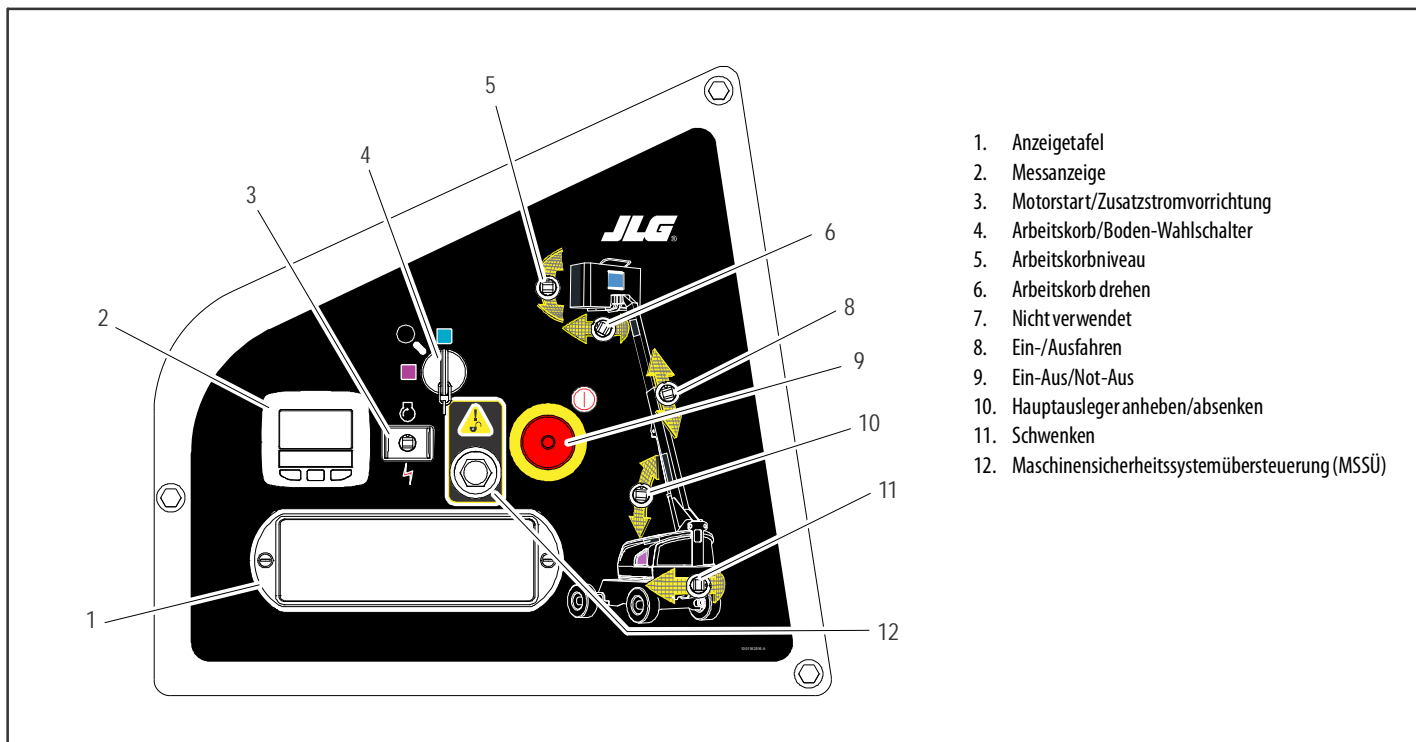 5
4
3
6
JLG®
2
8
9
10
11
1
12
1. Anzeigetafel
2. Messanzeige
3. Motorstart/Zusatzstromvorrichtung
4. Arbeitskorb/Boden-Wahlschalter
5. Arbeitskorbniveau
6. Arbeitskorb drehen
7. Nicht verwendet
8. Ein-/Ausfahren
9. Ein-Aus/Not-Aus
10. Hauptausleger anheben/absenken
11. Schwenken
12. Maschinensicherheitssystemübersteuerung (MSSÜ)